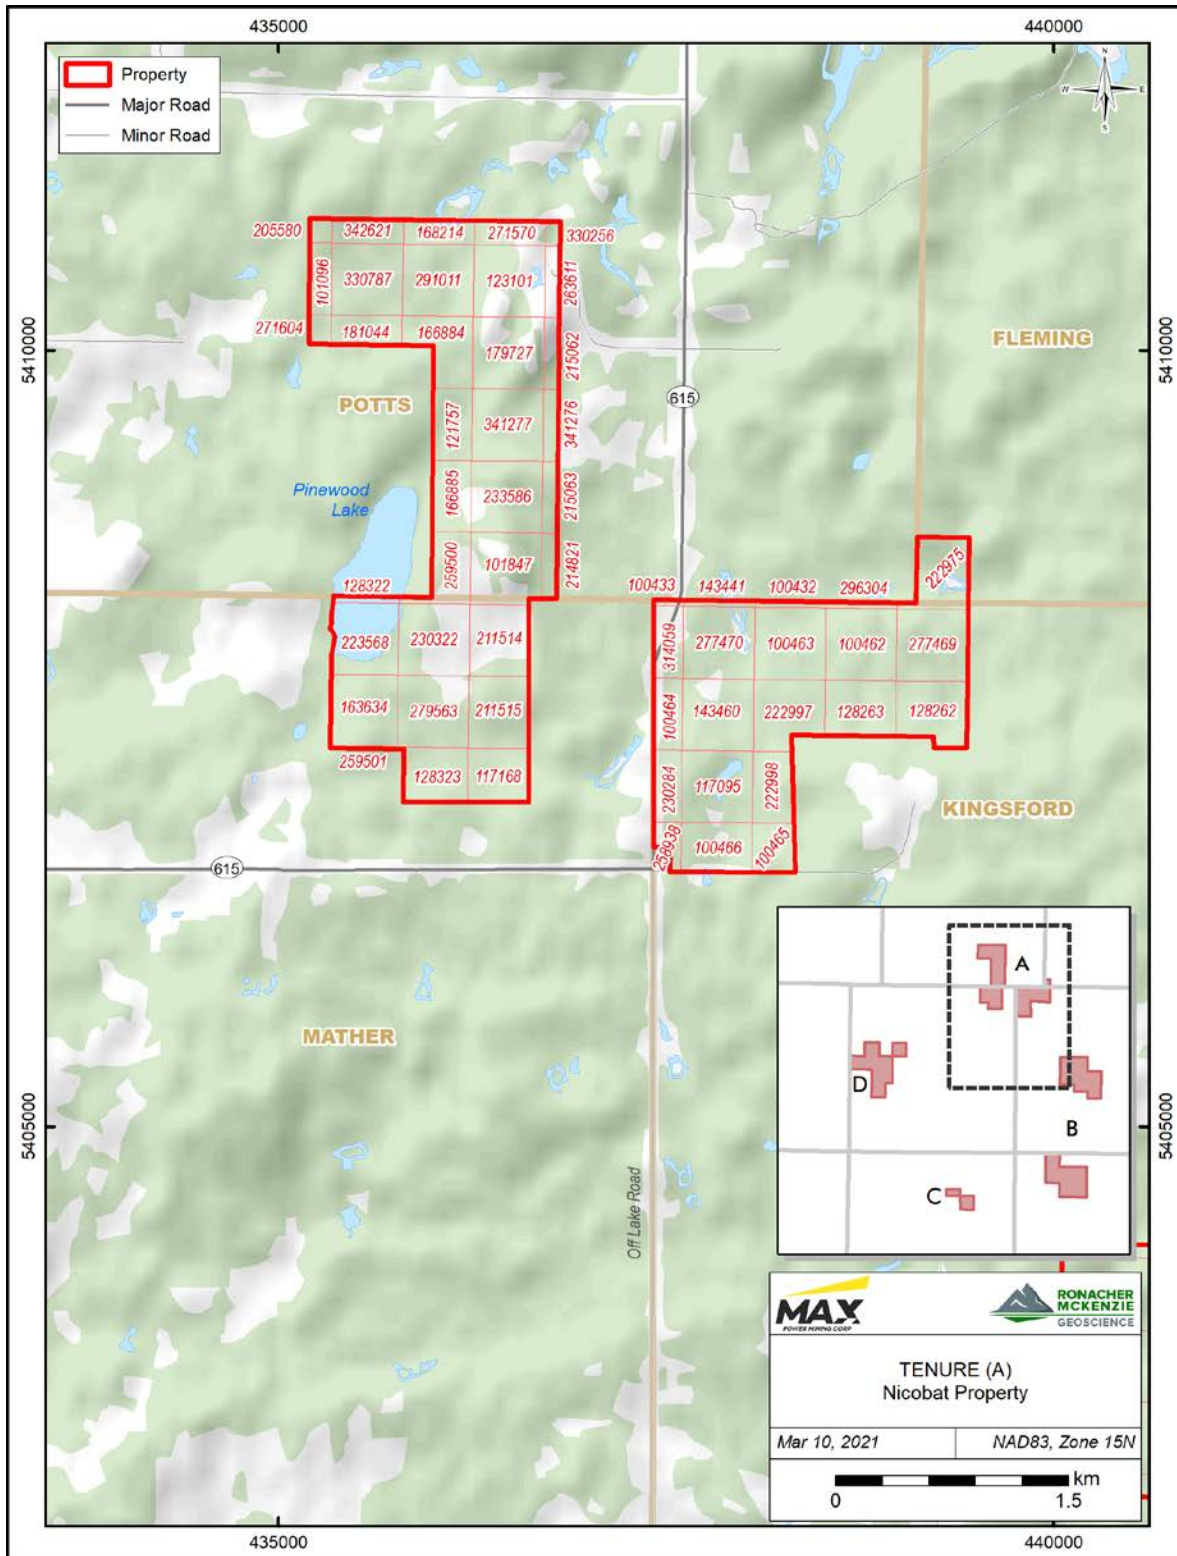 435000
440000
Property
Major Road
Minor Road
N
W
E
S
205580
342621
168214
271570
330256
101096
330787
291011
123101
263611
271604
181044
166884
179727
215062
5410000
FLEMING
5410000
615
POTTS
121757
341277
341276
Pinewood
Lake
166885
233586
215063
259500
101847
214821
128322
100433
143441
100432
296304
222975
223568
230322
211514
314059
277470
100463
100462
277469
163634
279563
211515
100464
143460
222997
128263
128262
259501
128323
117168
230284
117095
222998
KINGSFORD
258938
100466
100465
615
MATHER
A
D
B
C
5405000
5405000
Off Lake Road
MAX
POWER MINING CORP
RONACHER
MCKENZIE
GEOSCIENCE
TENURE (A)
Nicobat Property
Mar 10, 2021
NAD83, Zone 15N
km
0
1.5
435000
440000